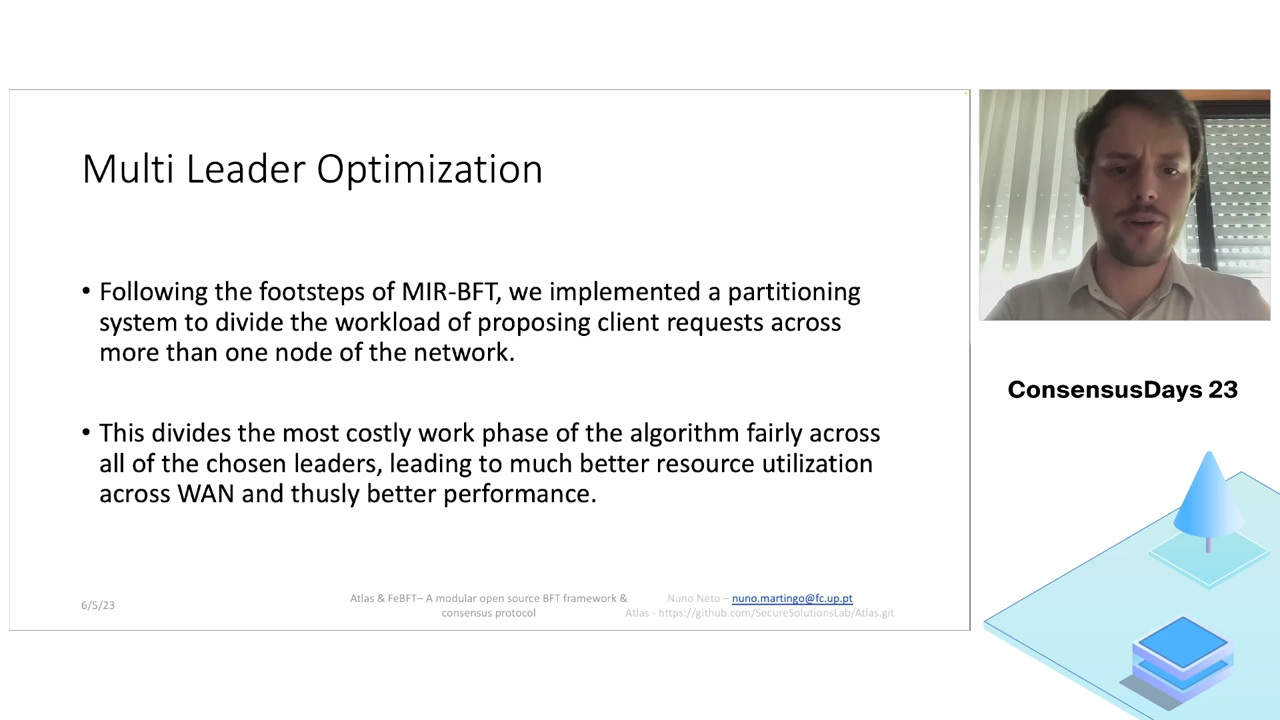 Multi Leader Optimization
• Following the footsteps of MIR-BFT, we implemented a partitioning
system to divide the workload of proposing client requests across
more than one node of the network.
• This divides the most costly work phase of the algorithm fairly across
all of the chosen leaders, leading to much better resource utilization
across WAN and thusly better performance.
6/5/23
Atlas & FeBFT– A modular open source BFT framework &
consensus protocol
Nuno Neto – nuno.martingo@fc.up.pt
Atlas - https://github.com/SecureSolutionsLab/Atlas.git
ConsensusDays 23